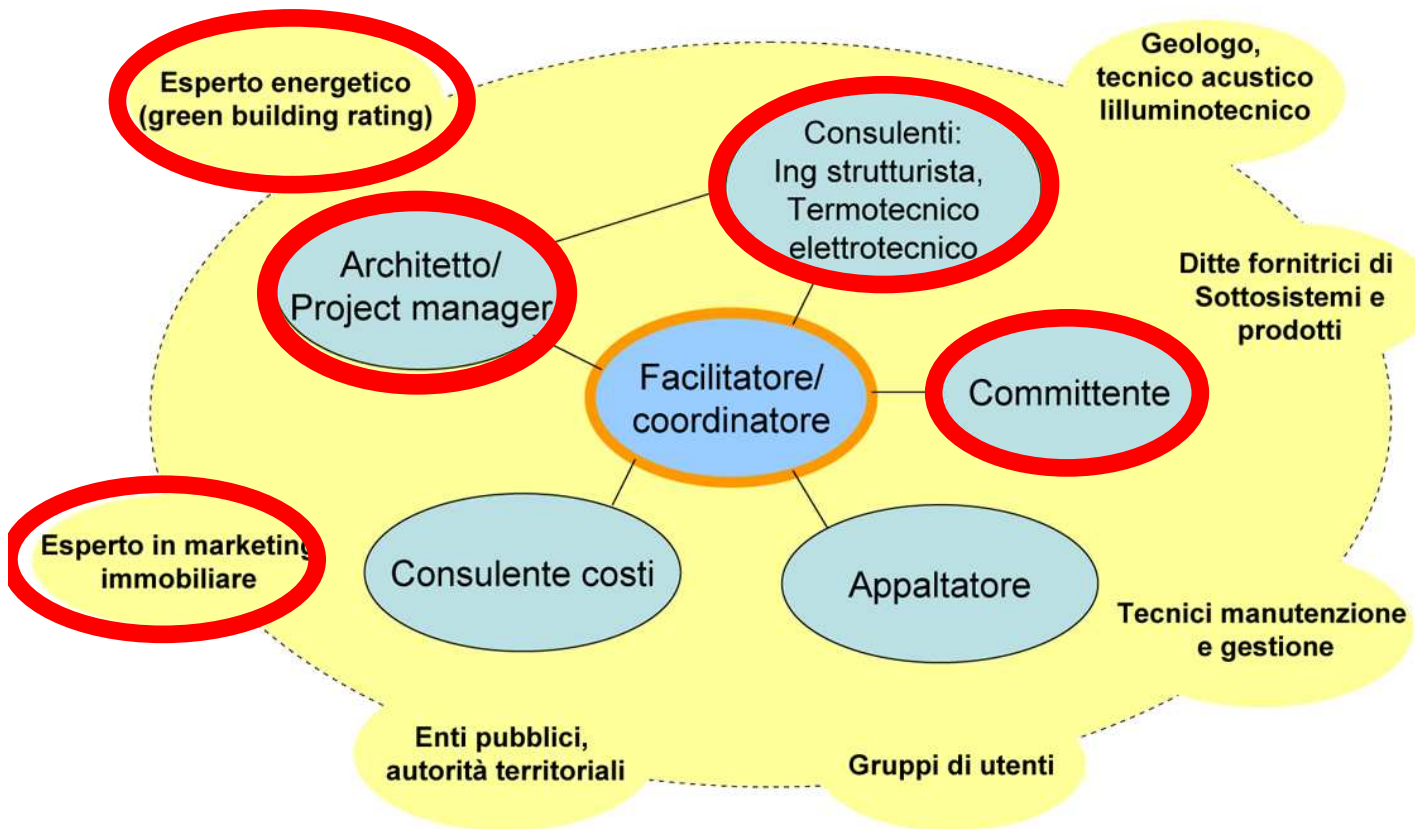 Esperto energetico
(green building rating)
Geologo,
tecnico acustico
lilluminotecnico
Consulenti:
Ing strutturista,
Termotecnico
elettrotecnico
Architetto/
Project manager
Ditte fornitrici di
Sottosistemi e
prodotti
Facilitatore/
coordinatore
Committente
Esperto in marketing
immobiliare
Consulente costi
Appaltatore
Tecnici manutenzione
e gestione
Enti pubblici,
autorità territoriali
Gruppi di utenti